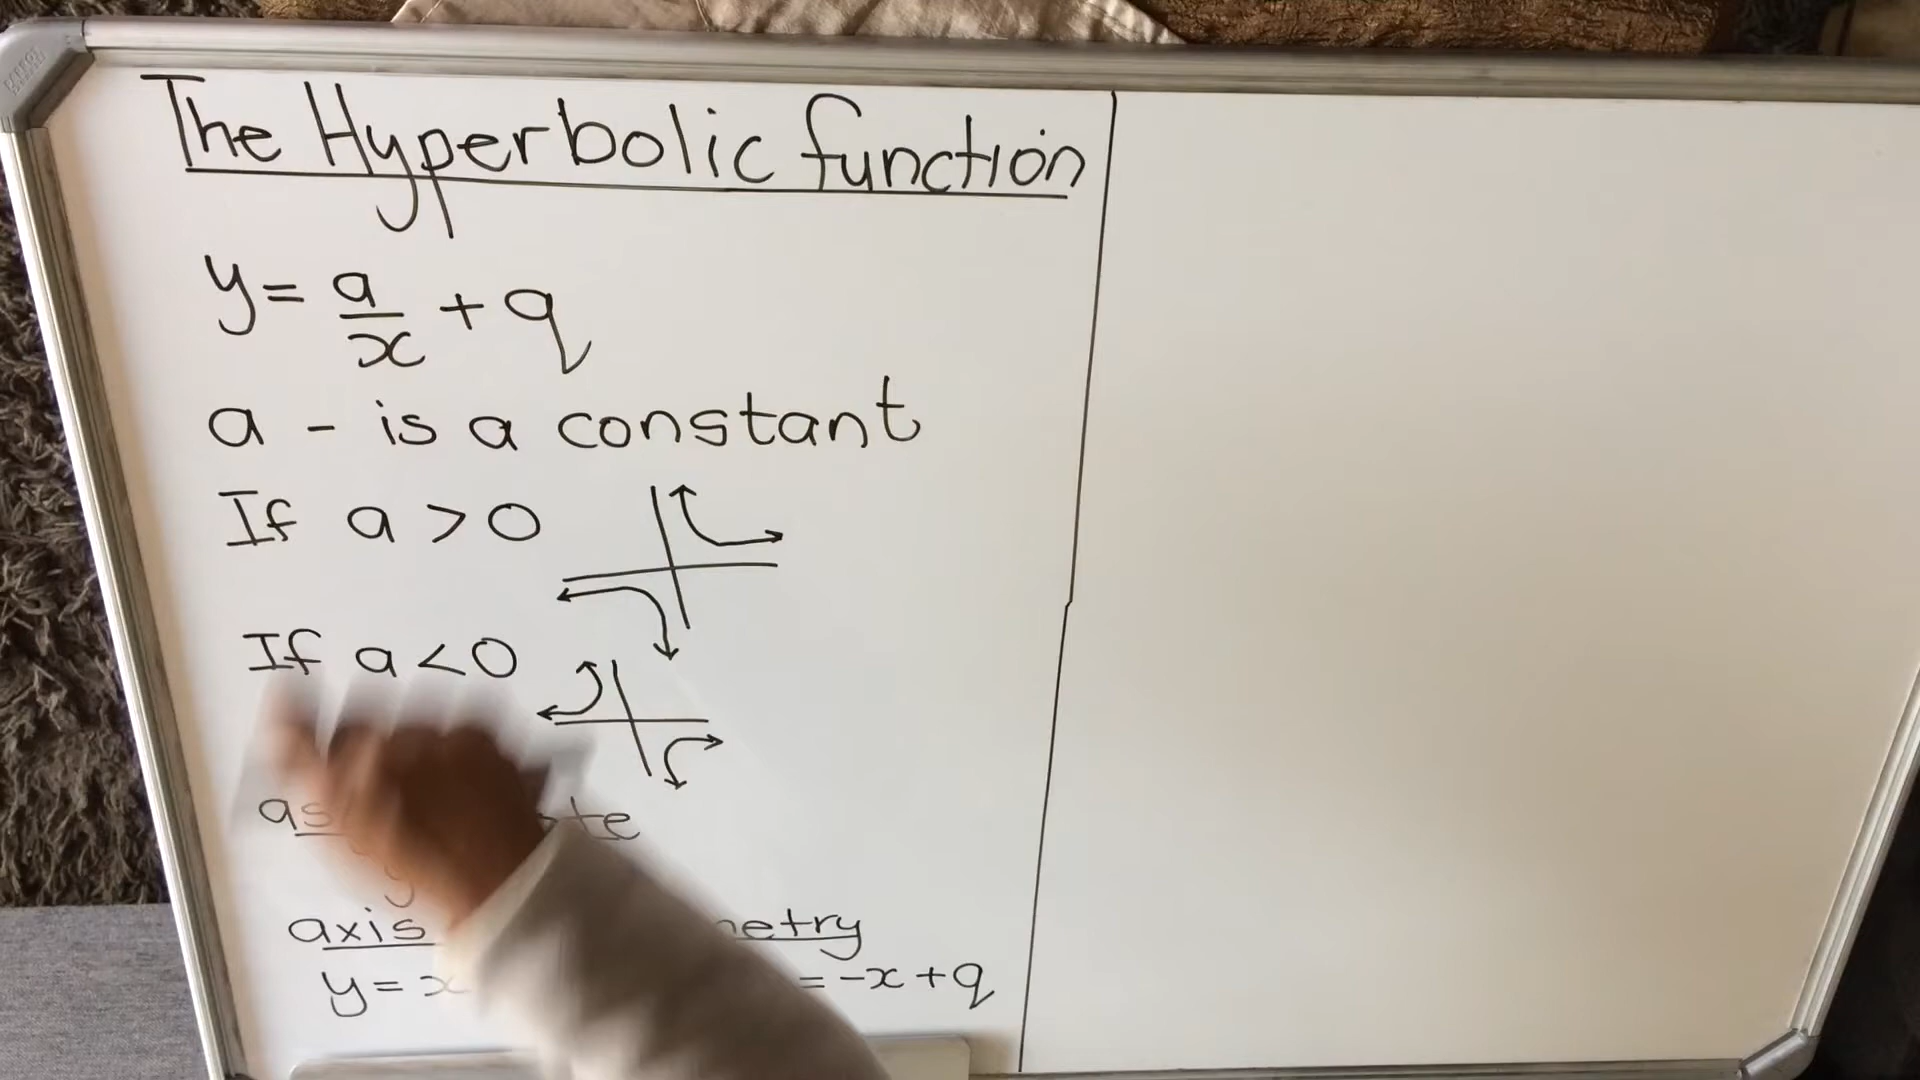 The Hyperbolic function
y = a/x + q
a - is a constant
If a > 0
If a < 0
axis
y = x = -x + q